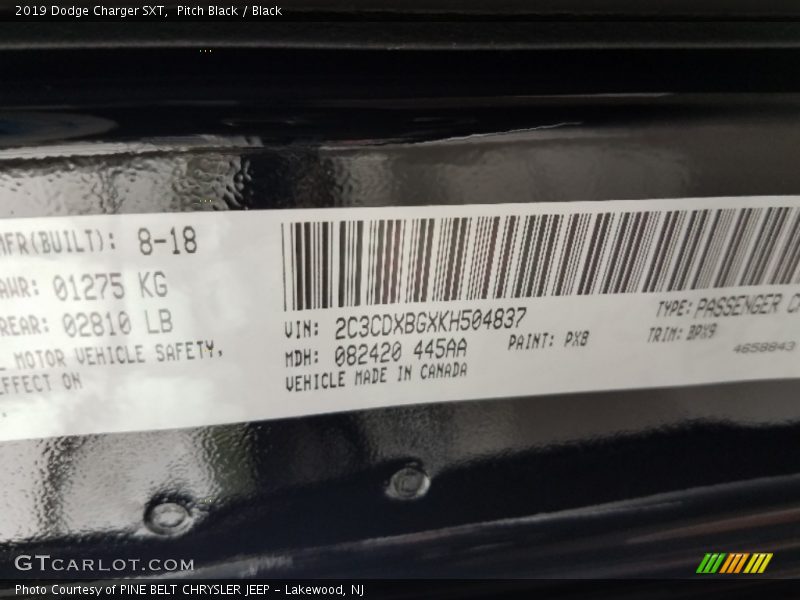 2019 Dodge Charger SXT, Pitch Black / Black
MFR(BUILT): 8-18
AWR: 01275 KG
REAR: 02810 LB
L MOTOR VEHICLE SAFETY,
EFFECT ON
VIN: 2C3CDXBGXKH504837
MDH: 082420 445AA
VEHICLE MADE IN CANADA
PAINT: PX8
TYPE: PASSENGER C
TRIM: BPX9
4658843
GTCARLOT.COM
Photo Courtesy of PINE BELT CHRYSLER JEEP - Lakewood, NJ